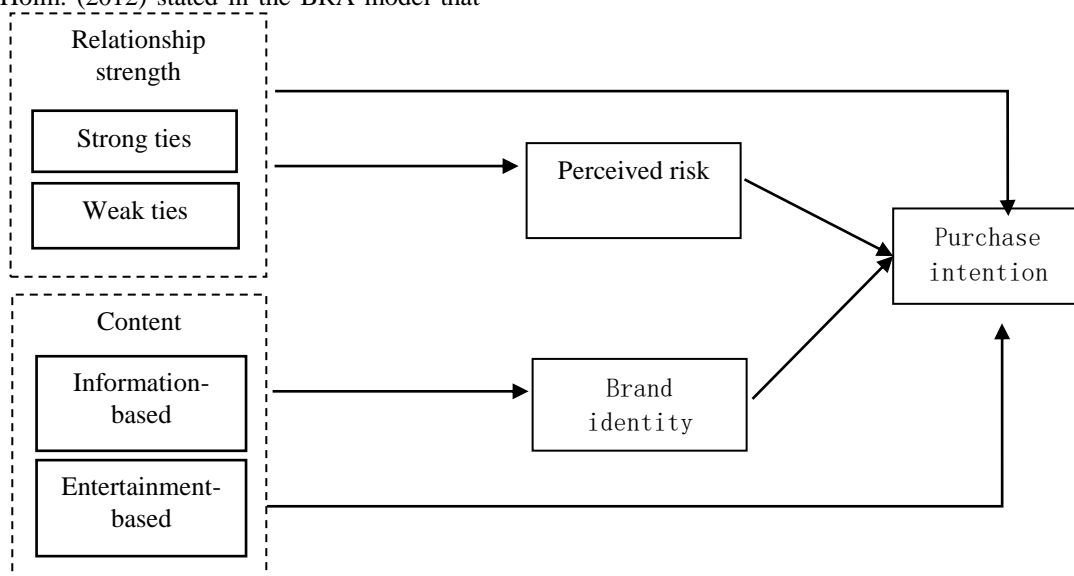 Holm. (2012) stated in the BRA model that
Relationship
strength
Strong ties
Weak ties
Perceived risk
Purchase
intention
Content
Information-
based
Entertainment-
based
Brand
identity